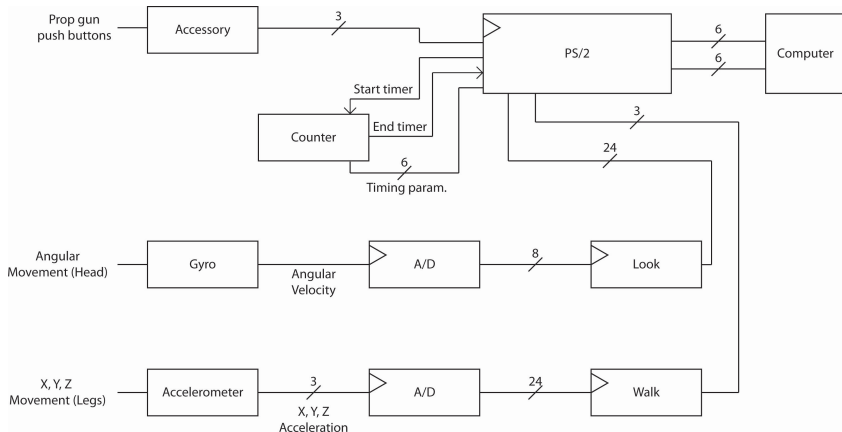 Prop gun
push buttons
Accessory
3
PS/2
6
6
Computer
Start timer
Counter
End timer
6
Timing param.
3
24
Angular
Movement (Head)
Gyro
Angular
Velocity
A/D
8
Look
X, Y, Z
Movement (Legs)
Accelerometer
3
X, Y, Z
Acceleration
A/D
24
Walk